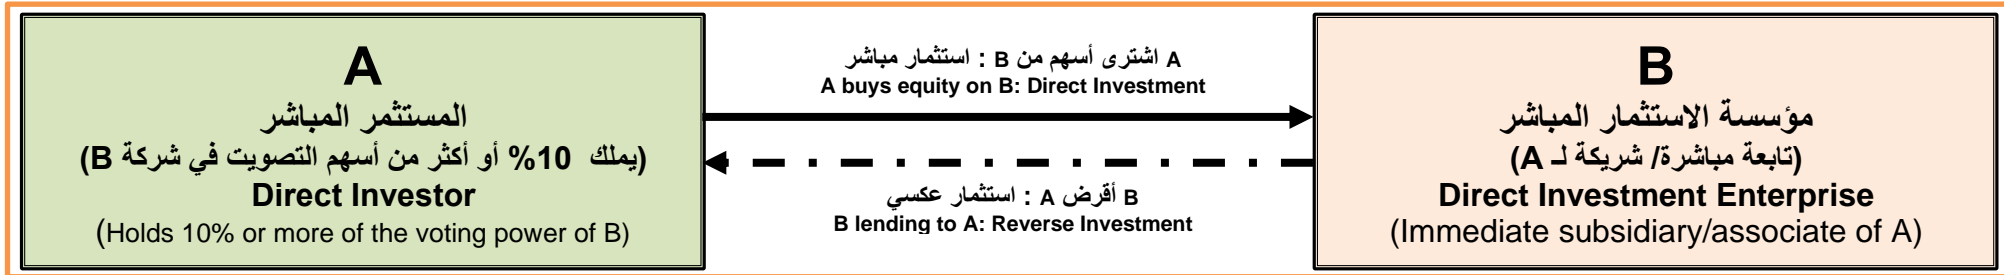 A
المستثمر المباشر
(يملك 10% أو أكثر من أسهم التصويت في شركة B)
Direct Investor
(Holds 10% or more of the voting power of B)
A اشترى أسهم من B : استثمار مباشر
A buys equity on B: Direct Investment
B أقرض A : استثمار عكسي
B lending to A: Reverse Investment
B
مؤسسة الاستثمار المباشر
(تابعة مباشرة/ شريكة لـ A)
Direct Investment Enterprise
(Immediate subsidiary/associate of A)